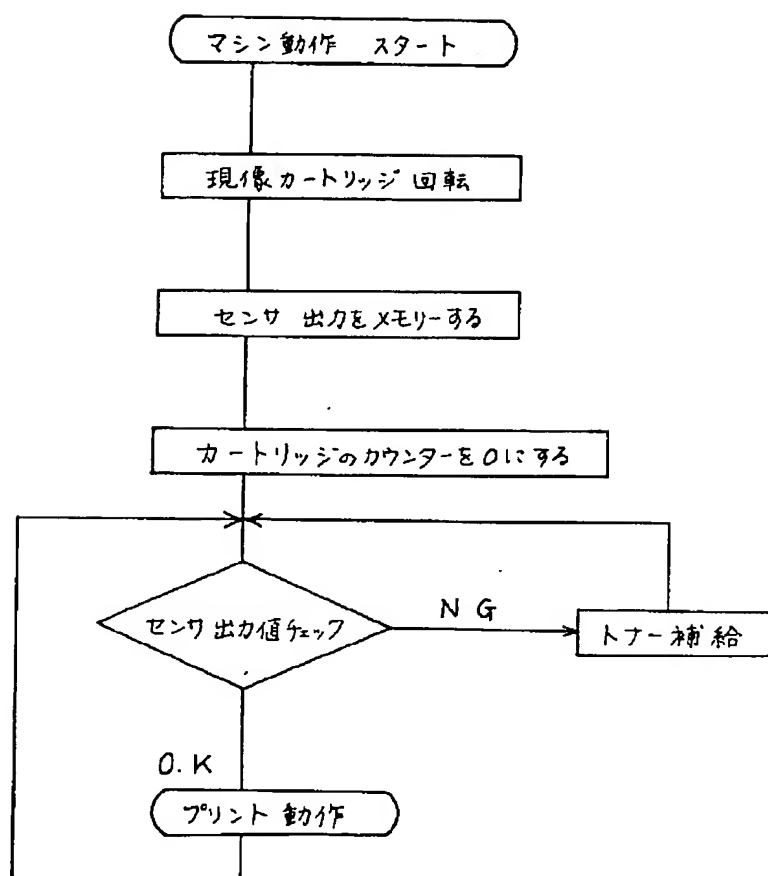 マシン動作 スタート
現像カートリッジ回転
センサ出力をメモリーする
カートリッジのカウンターを0にする
センサ出力値チェック
NG
トナー補給
O.K
プリント動作